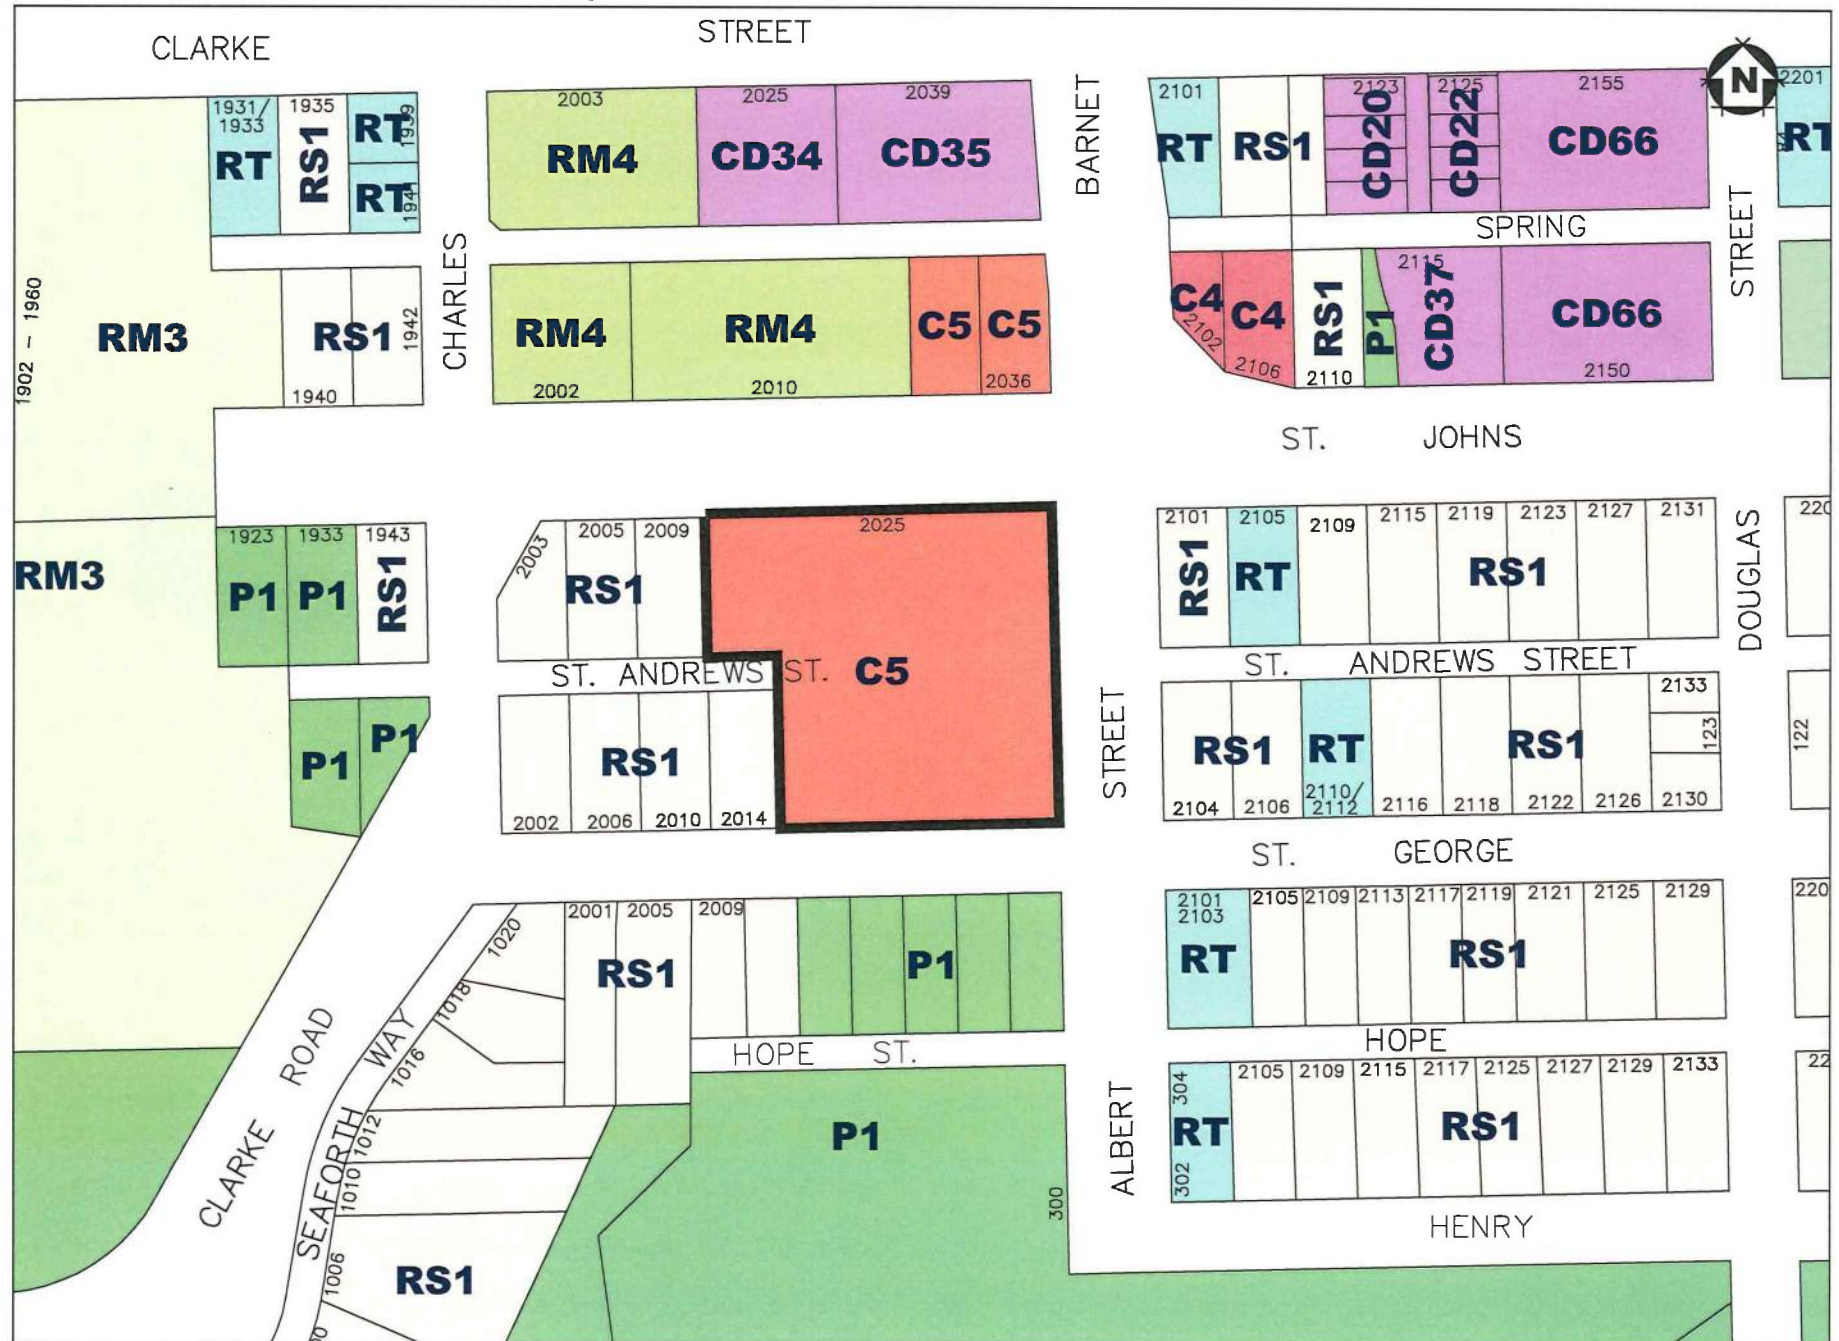 CLARKE
STREET
N
1931/
1933
RT
1935
RS1
RT
1939
RT
1941
2003
RM4
2025
CD34
2039
CD35
BARNET
2101
RT
RS1
2123
CD20
2125
CD22
2155
CD66
2201
RT
SPRING
STREET
1902 - 1960
RM3
RS1
1940
1942
CHARLES
RM4
2002
RM4
2010
C5
C5
2036
C4
2102
C4
2106
RS1
2110
P1
2115
CD37
CD66
2150
ST. JOHNS
RM3
1923
P1
1933
P1
1943
RS1
2003
2005
2009
RS1
2025
C5
2101
RS1
2105
RT
2109
2115
2119
2123
2127
2131
RS1
DOUGLAS
220
ST. ANDREWS ST.
ST. ANDREWS STREET
P1
P1
RS1
2002
2006
2010
2014
STREET
RS1
2104
2106
RT
2110/
2112
RS1
2116
2118
2122
2126
2130
2133
123
122
ST. GEORGE
1020
1018
1016
1012
1010
1006
2001
2005
2009
RS1
P1
2101
2103
RT
2105
2109
2113
2117
2119
2121
2125
2129
RS1
220
HOPE ST.
HOPE
CLARKE ROAD
SEAFORTH WAY
RS1
P1
300
ALBERT
304
RT
302
2105
2109
2115
2117
2125
2127
2129
2133
RS1
22
HENRY